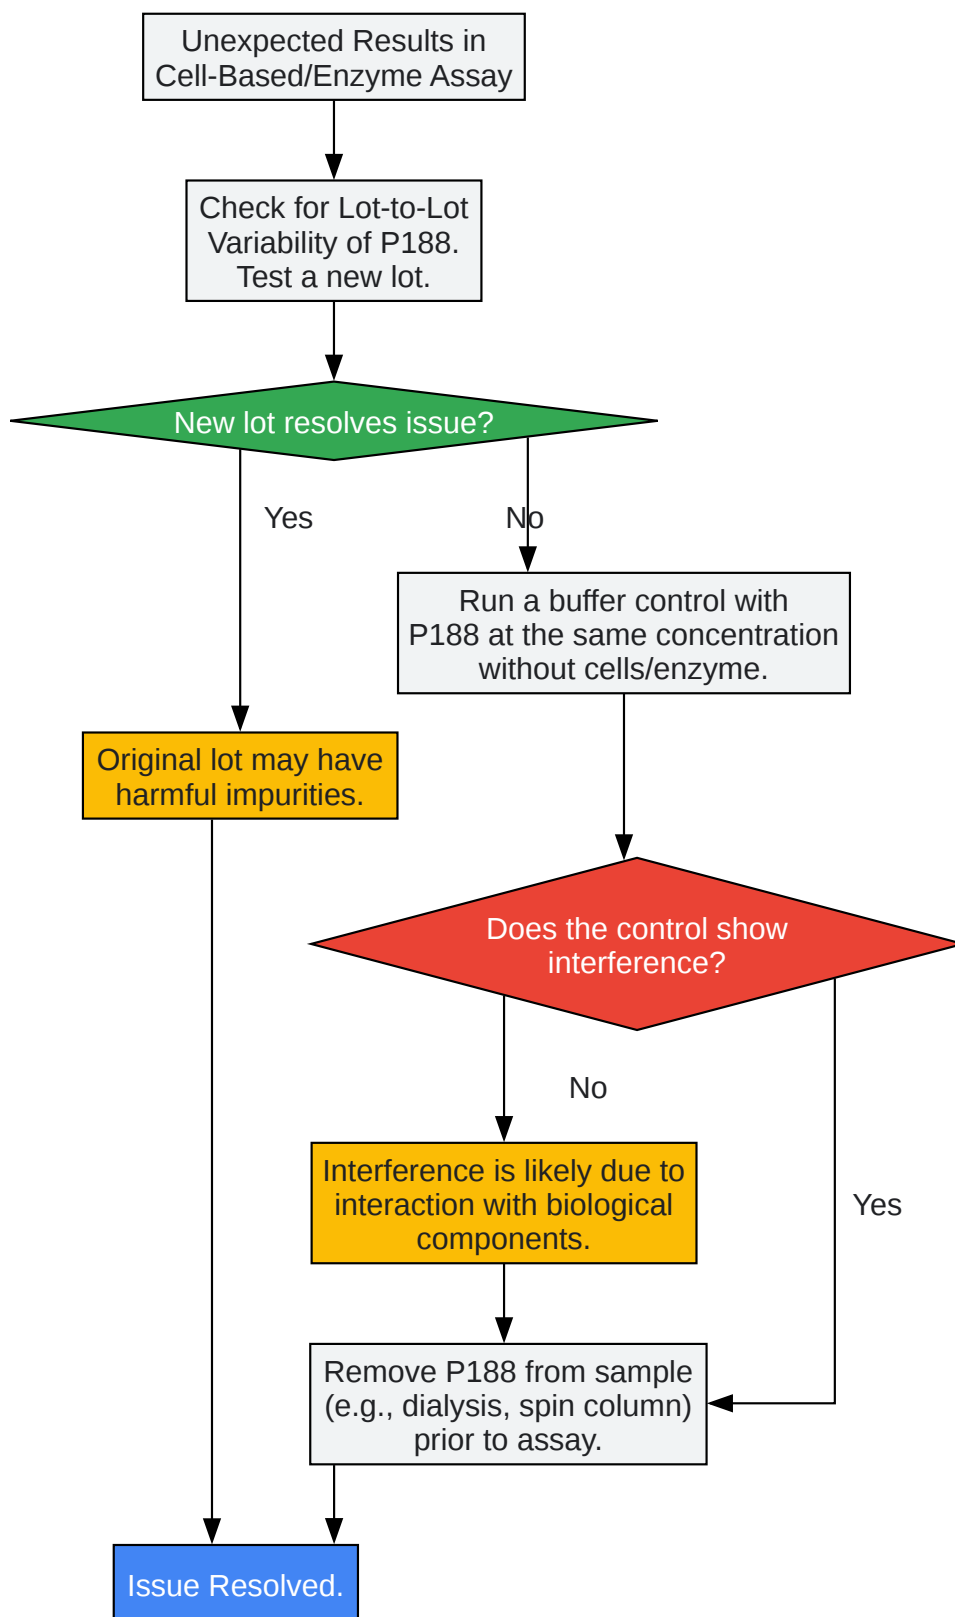 Unexpected Results in
Cell-Based/Enzyme Assay
Check for Lot-to-Lot
Variability of P188.
Test a new lot.
New lot resolves issue?
Yes
No
Run a buffer control with
P188 at the same concentration
without cells/enzyme.
Original lot may have
harmful impurities.
Does the control show
interference?
No
Interference is likely due to
interaction with biological
components.
Yes
Remove P188 from sample
(e.g., dialysis, spin column)
prior to assay.
Issue Resolved.